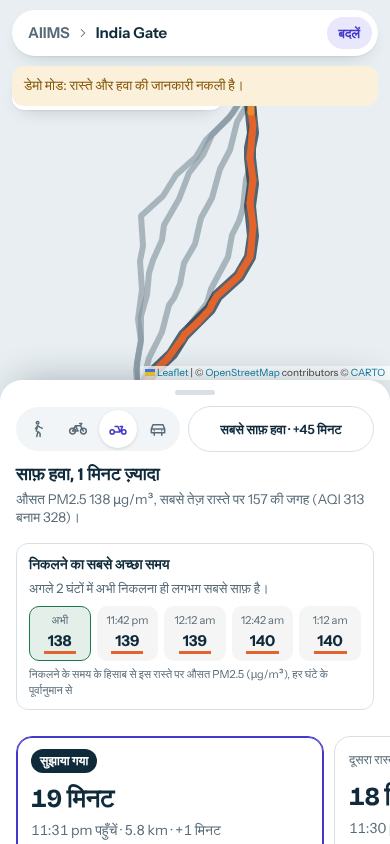 AIIMS > India Gate
बदलें
डेमो मोड: रास्ते और हवा की जानकारी नकली है।
Leaflet | © OpenStreetMap contributors © CARTO
सबसे साफ़ हवा · +45 मिनट
साफ़ हवा, 1 मिनट ज़्यादा
औसत PM2.5 138 µg/m³, सबसे तेज़ रास्ते पर 157 की जगह (AQI 313
बनाम 328)।
निकलने का सबसे अच्छा समय
अगले 2 घंटों में अभी निकलना ही लगभग सबसे साफ़ है।
अभी 11:42 pm 12:12 am 12:42 am 1:12 am
138 139 139 140 140
निकलने के समय के हिसाब से इस रास्ते पर औसत PM2.5 (µg/m³), हर घंटे के
पूर्वानुमान से
सुझाया गया
19 मिनट
11:31 pm पहुँचें · 5.8 km · +1 मिनट
दूसरा
18
11:30